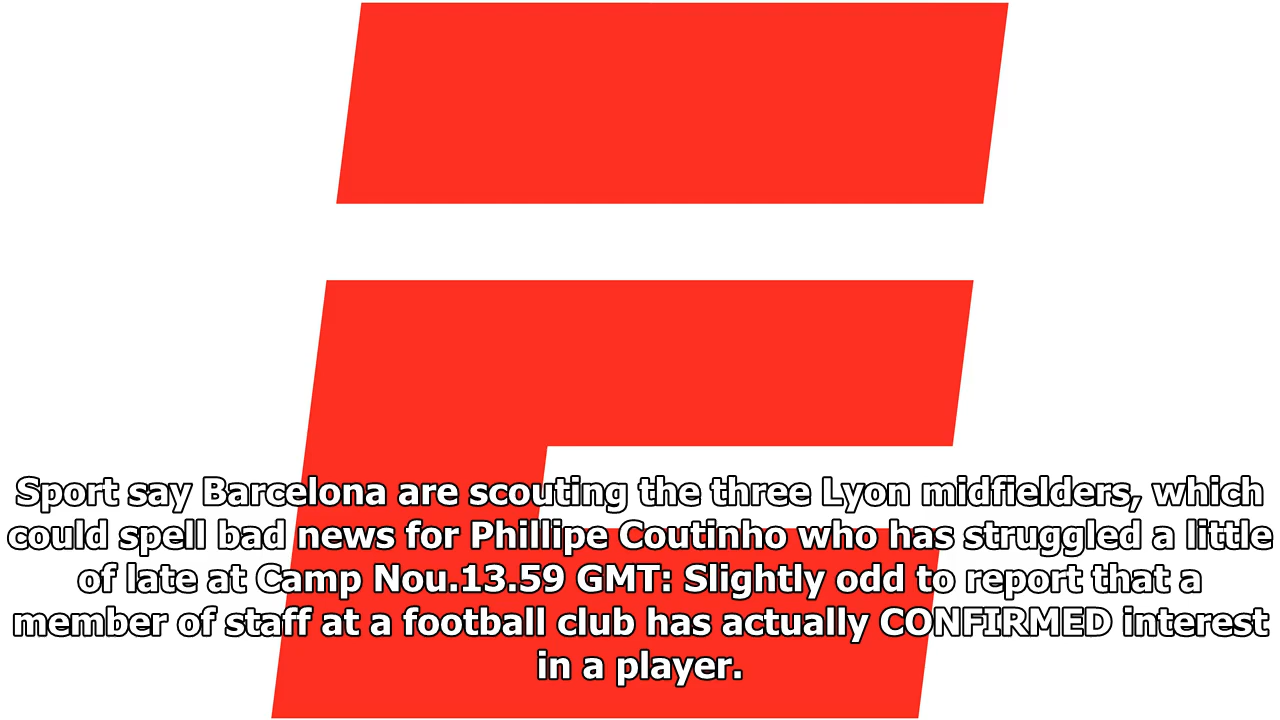 Sport say Barcelona are scouting the three Lyon midfielders, which
could spell bad news for Phillipe Coutinho who has struggled a little
of late at Camp Nou.13.59 GMT: Slightly odd to report that a
member of staff at a football club has actually CONFIRMED interest
in a player.